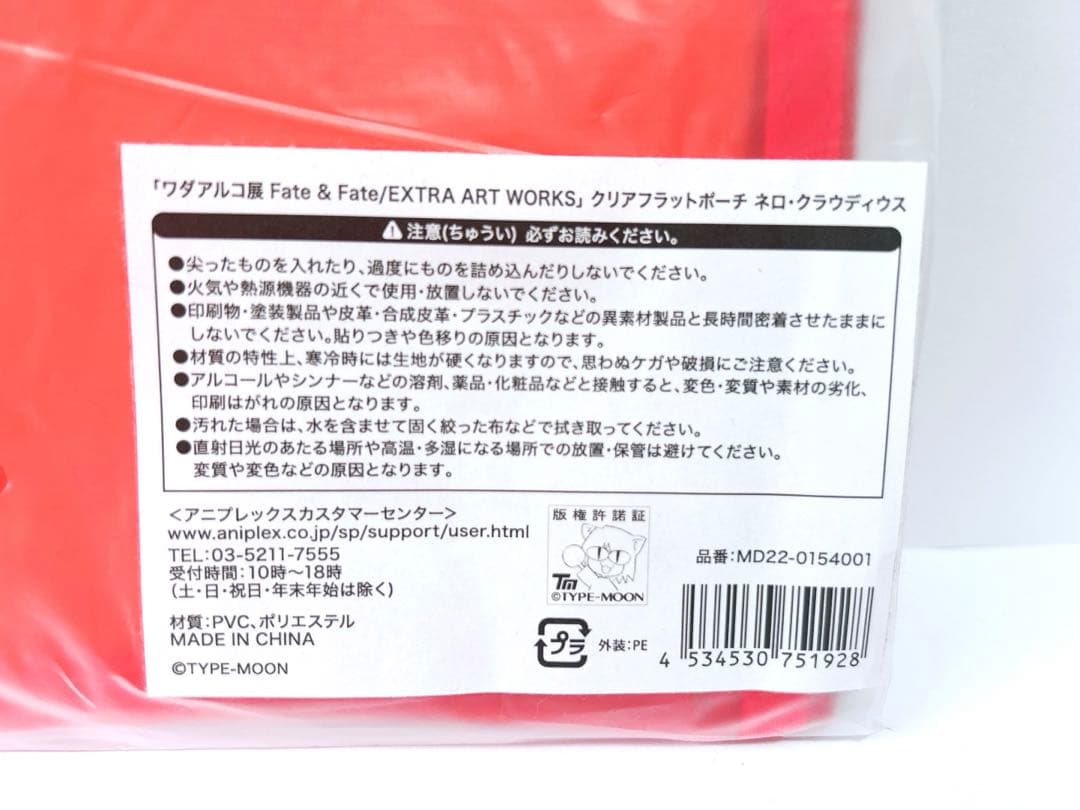 「ワダアルコ展 Fate & Fate/EXTRA ART WORKS」 クリアフラットポーチ ネロ・クラウディウス
注意(ちゅうい) 必ずお読みください。
●尖ったものを入れたり、過度にものを詰め込んだりしないでください。
●火気や熱源機器の近くで使用・放置しないでください。
●印刷物・塗装製品や皮革・合成皮革・プラスチックなどの異素材製品と長時間密着させたままに
しないでください。貼りつきや色移りの原因となります。
●材質の特性上、寒冷時には生地が硬くなりますので、思わぬケガや破損にご注意ください。
●アルコールやシンナーなどの溶剤、薬品・化粧品などと接触すると、変色・変質や素材の劣化、
印刷はがれの原因となります。
●汚れた場合は、水を含ませて固く絞った布などで拭き取ってください。
●直射日光のあたる場所や高温・多湿になる場所での放置・保管は避けてください。
変質や変色などの原因となります。
<アニプレックスカスタマーセンター>
www.aniplex.co.jp/sp/support/user.html
TEL:03-5211-7555
受付時間:10時～18時
(土・日・祝日・年末年始は除く)
材質:PVC、ポリエステル
MADE IN CHINA
©TYPE-MOON
版権許諾証
TM
©TYPE-MOON
プラ
外装:PE
品番:MD22-0154001
4 534530 751928